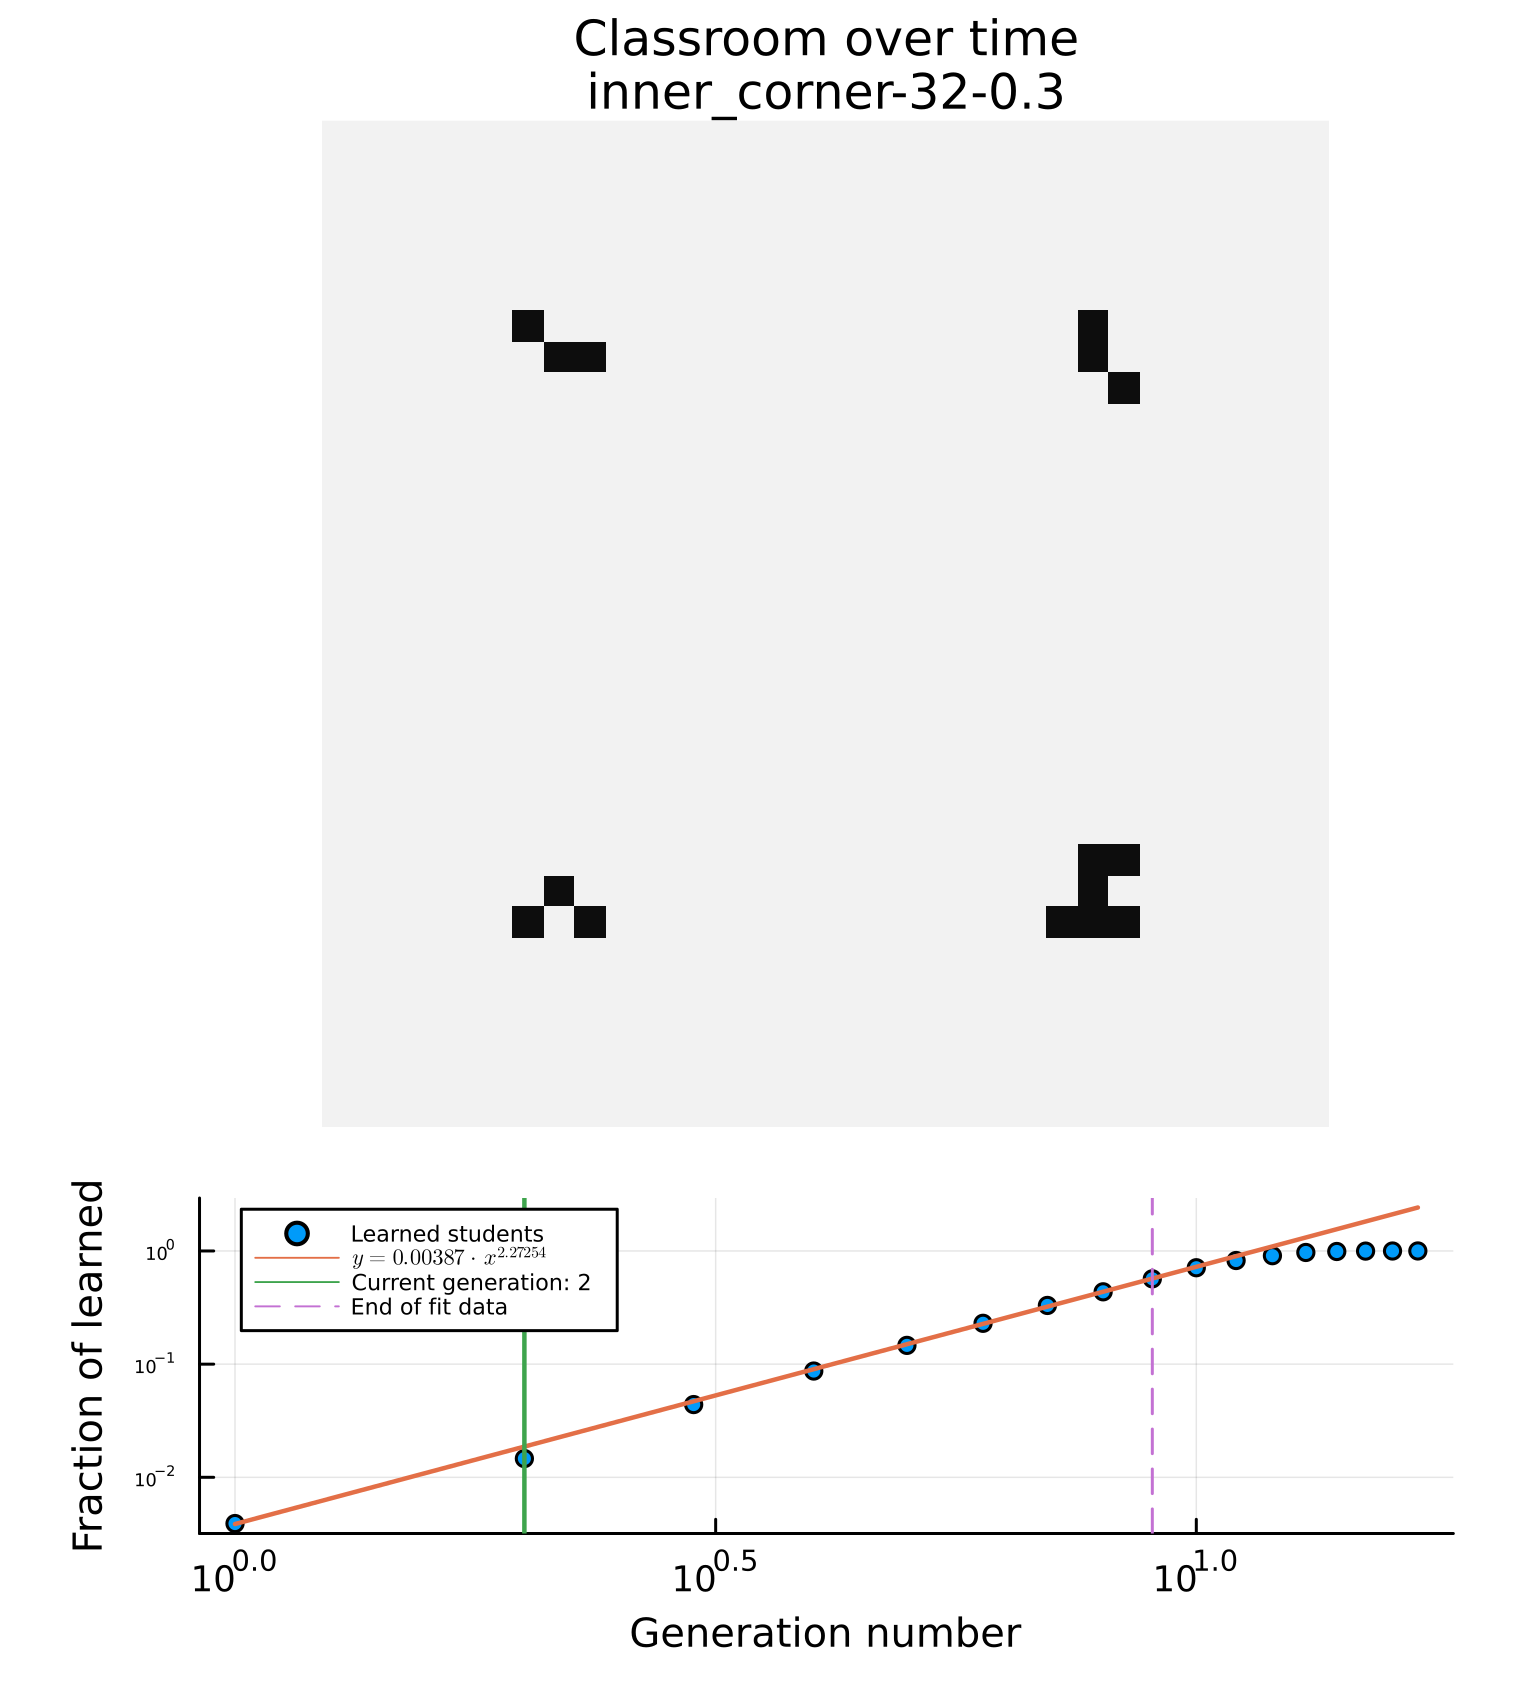 Classroom over time
inner_corner-32-0.3
Fraction of learned
10^0
10^−1
10^−2
Learned students
y = 0.00387 · x^2.27254
Current generation: 2
End of fit data
10^0.0
10^0.5
10^1.0
Generation number